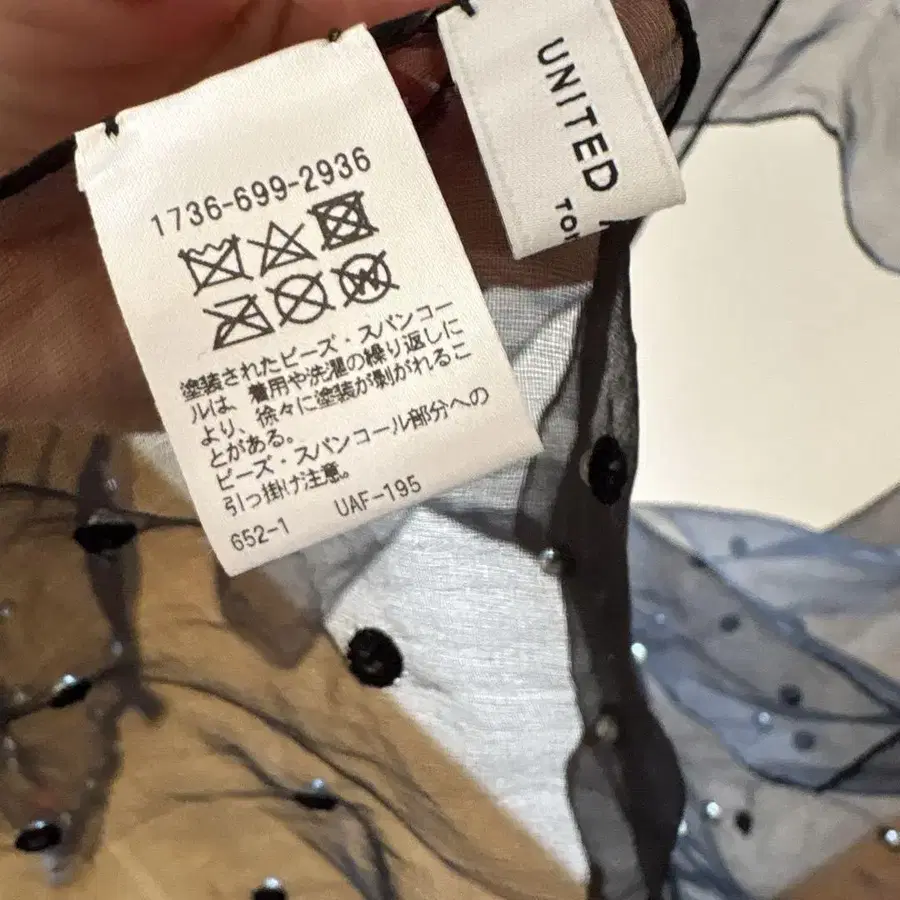 1736-699-2936
塗装されたビーズ・スパンコー
ルは、着用や洗濯の繰り返しに
より、徐々に塗装が剝がれるこ
とがある。
ビーズ・スパンコール部分への
引っ掛け注意。
652-1 UAF-195
UNITED